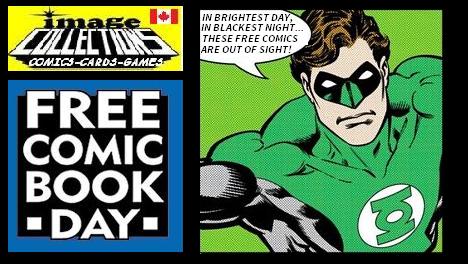 image
COLLECTIONS
COMICS-CARDS-GAMES
FREE
COMIC
BOOK
DAY
IN BRIGHTEST DAY,
IN BLACKEST NIGHT...
THESE FREE COMICS
ARE OUT OF SIGHT!